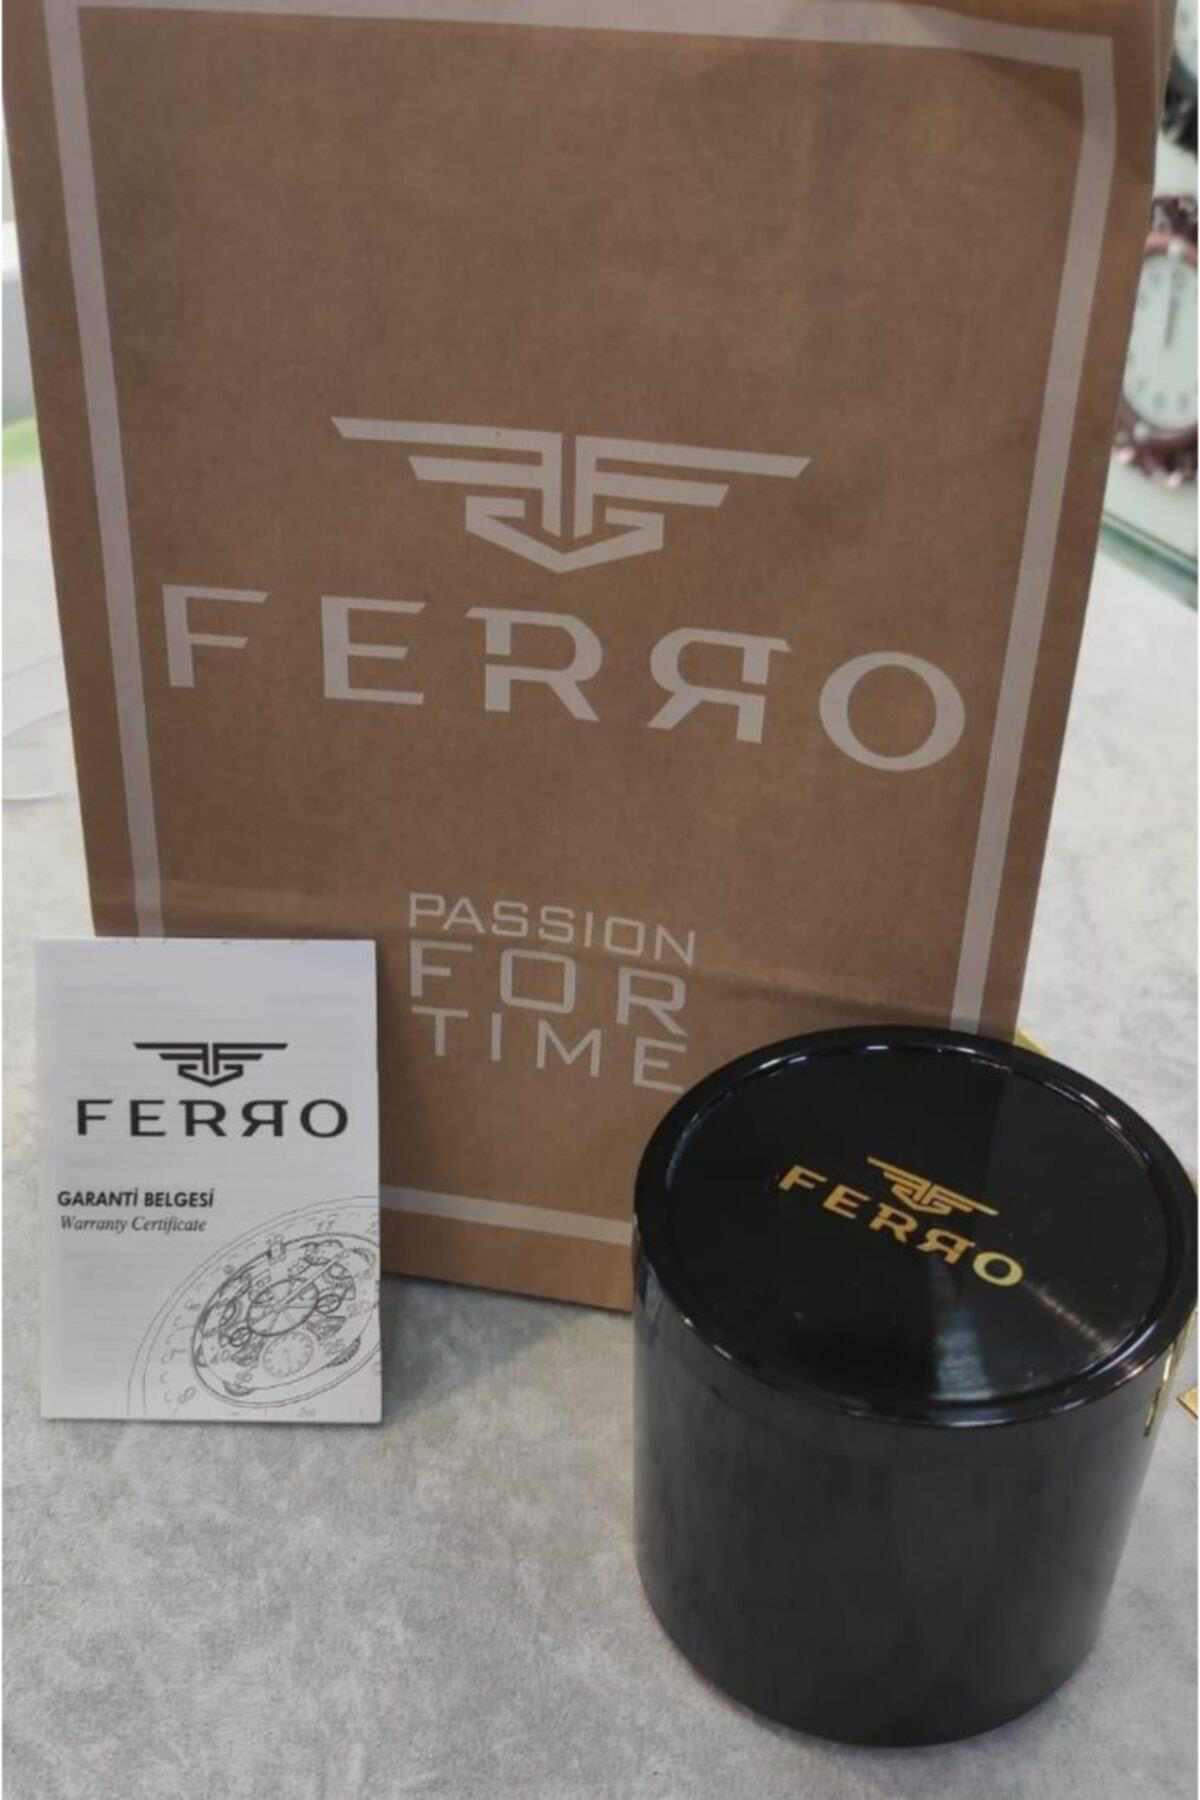 FERRO
PASSION
FOR
TIME
FERRO
GARANTİ BELGESİ
Warranty Certificate
FERRO